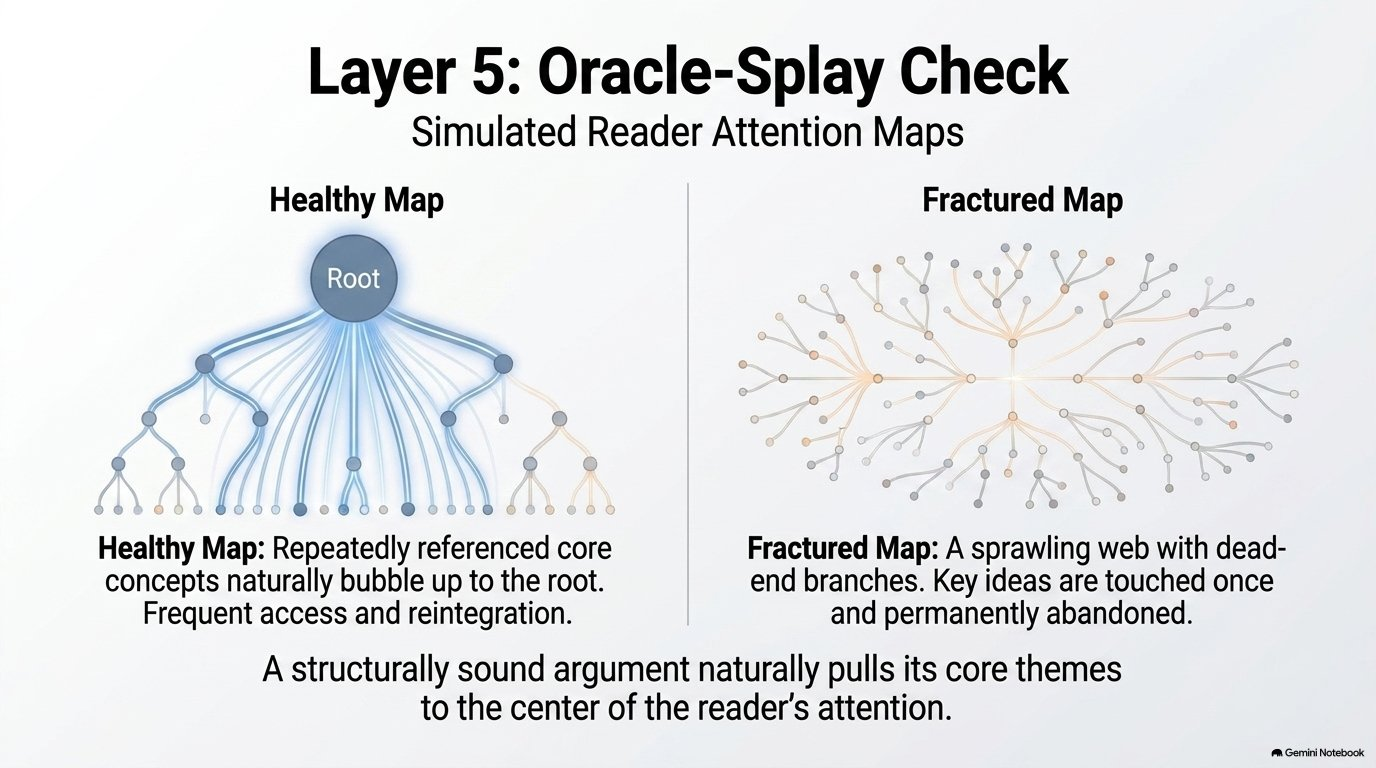 Layer 5: Oracle-Splay Check
Simulated Reader Attention Maps
Healthy Map
Root
Healthy Map: Repeatedly referenced core
concepts naturally bubble up to the root.
Frequent access and reintegration.
Fractured Map
Fractured Map: A sprawling web with dead-
end branches. Key ideas are touched once
and permanently abandoned.
A structurally sound argument naturally pulls its core themes
to the center of the reader’s attention.
Gemini Notebook